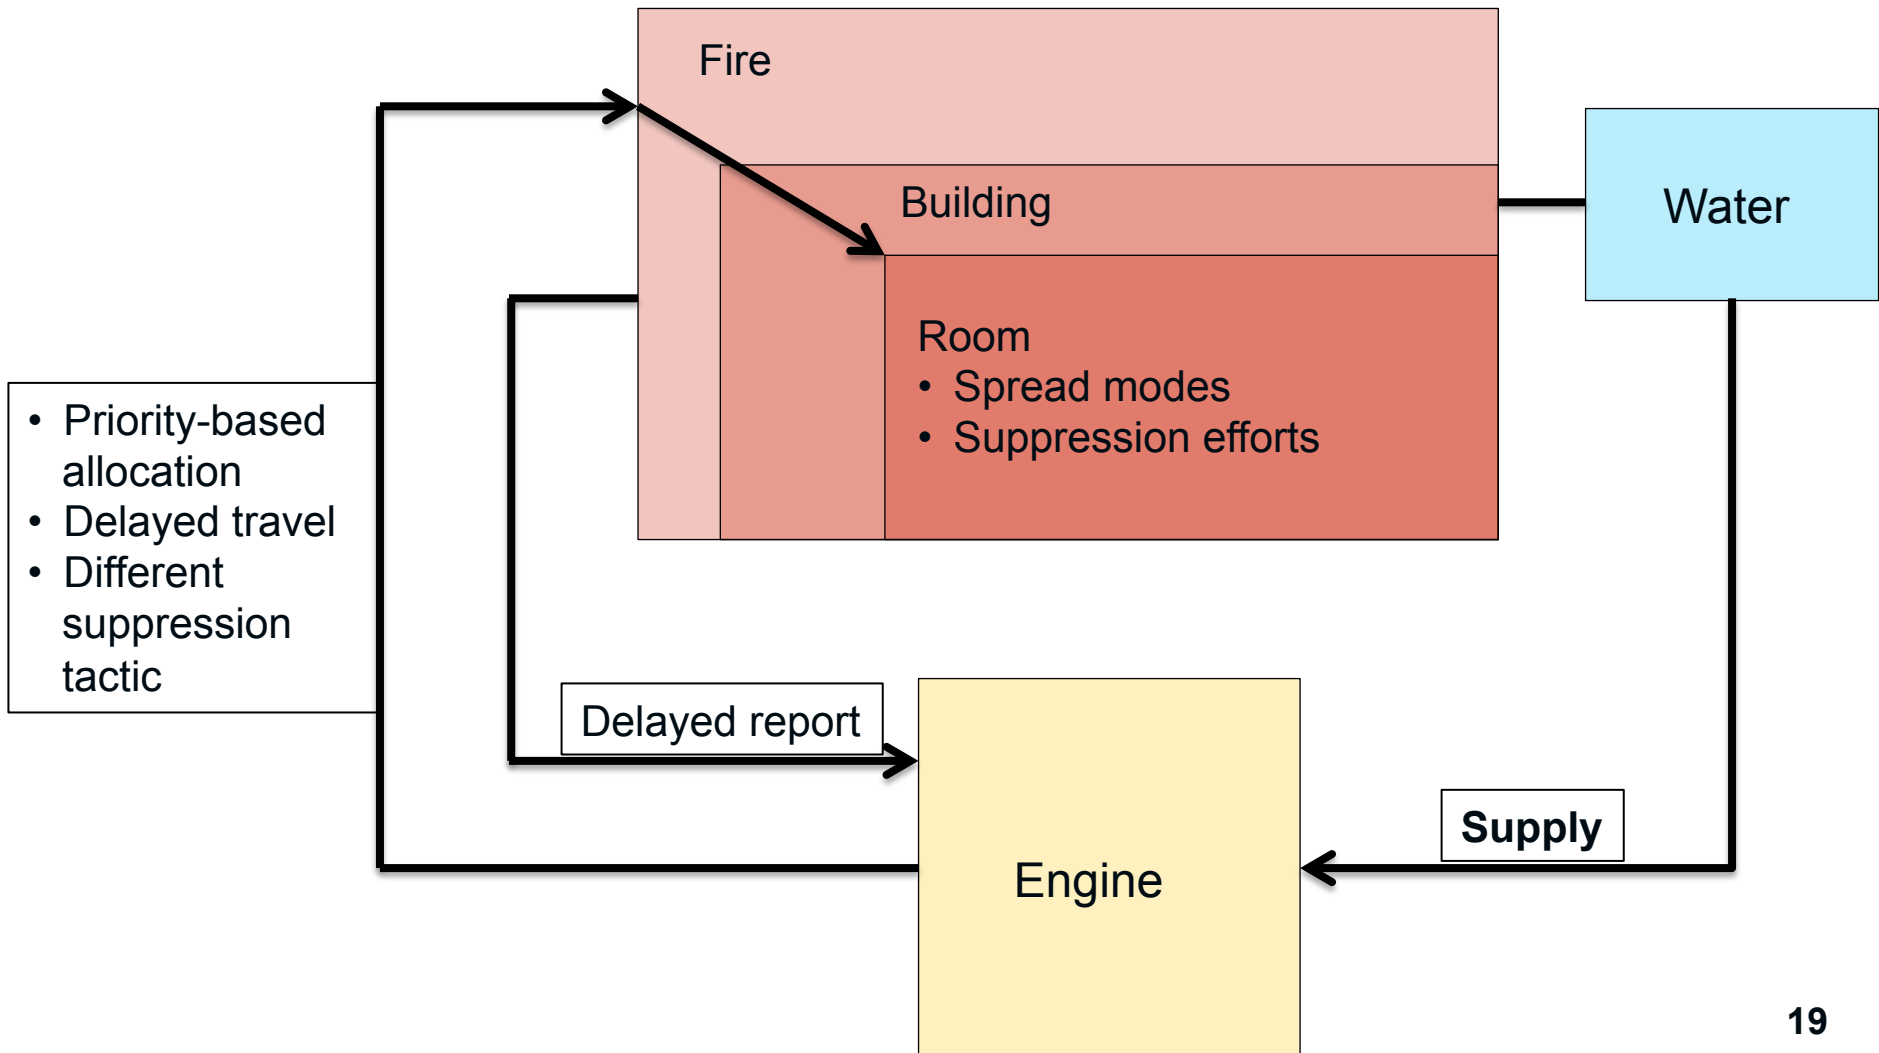 Fire
Building
Water
Room
• Spread modes
• Suppression efforts
• Priority-based
allocation
• Delayed travel
• Different
suppression
tactic
Delayed report
Supply
Engine
19